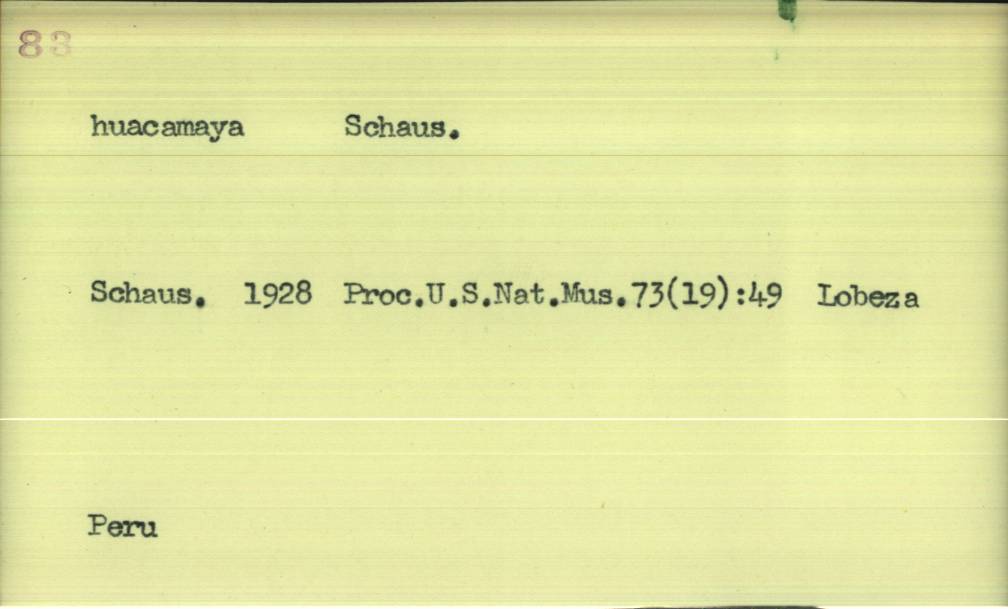 83
huacamaya Schaus.
Schaus. 1928 Proc.U.S.Nat.Mus.73(19):49 Lobeza
Peru